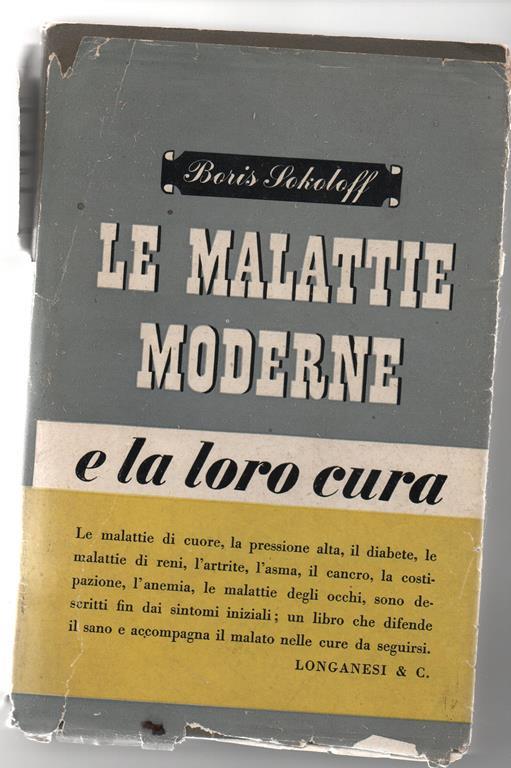 Boris Sokoloff
LE MALATTIE
MODERNE
e la loro cura
Le malattie di cuore, la pressione alta, il diabete, le
malattie di reni, l'artrite, l'asma, il cancro, la costi-
pazione, l'anemia, le malattie degli occhi, sono de-
scritti fin dai sintomi iniziali; un libro che difende
il sano e accompagna il malato nelle cure da seguirsi.
LONGANESI & C.